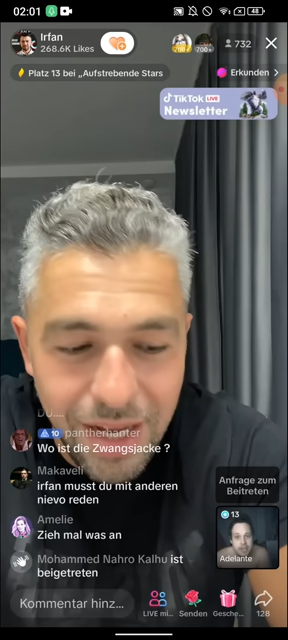 02:01
48
Irfan
268.6K Likes
700+
732
Platz 13 bei „Aufstrebende Stars
Erkunden
TikTok LIVE
Newsletter
DU....
10 pantherhanter
Wo ist die Zwangsjacke ?
Makaveli
irfan musst du mit anderen
nievo reden
Anfrage zum
Beitreten
Amelie
Zieh mal was an
13
Adelante
Mohammed Nahro Kalhu ist
beigetreten
Kommentar hinz...
LIVE mi...
Senden
Gesche...
128